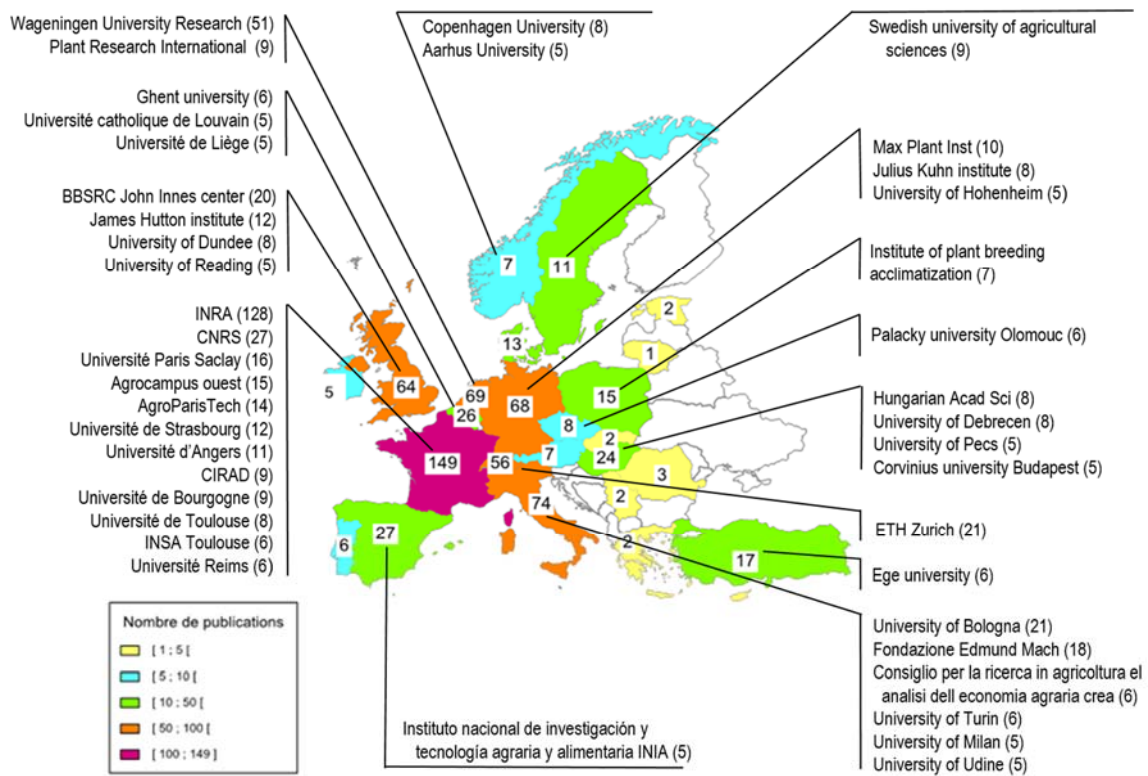 Wageningen University Research (51)
Plant Research International (9)
Copenhagen University (8)
Aarhus University (5)
Swedish university of agricultural
sciences (9)
Ghent university (6)
Université catholique de Louvain (5)
Université de Liège (5)
Max Plant Inst (10)
Julius Kuhn institute (8)
University of Hohenheim (5)
BBSRC John Innes center (20)
James Hutton institute (12)
University of Dundee (8)
University of Reading (5)
Institute of plant breeding
acclimatization (7)
INRA (128)
CNRS (27)
Université Paris Saclay (16)
Agrocampus ouest (15)
AgroParisTech (14)
Université de Strasbourg (12)
Université d'Angers (11)
CIRAD (9)
Université de Bourgogne (9)
Université de Toulouse (8)
INSA Toulouse (6)
Université Reims (6)
Palacky university Olomouc (6)
Hungarian Acad Sci (8)
University of Debrecen (8)
University of Pecs (5)
Corvinius university Budapest (5)
ETH Zurich (21)
Ege university (6)
University of Bologna (21)
Fondazione Edmund Mach (18)
Consiglio per la ricerca in agricoltura el
analisi dell economia agraria crea (6)
University of Turin (6)
University of Milan (5)
University of Udine (5)
Instituto nacional de investigación y
tecnología agraria y alimentaria INIA (5)
7
11
2
13
1
5
64
69
26
68
15
8
2
149
56
7
24
3
2
74
6
27
2
17
Nombre de publications
[ 1 ; 5 [
[ 5 ; 10 [
[ 10 ; 50 [
[ 50 ; 100 [
[ 100 ; 149 ]